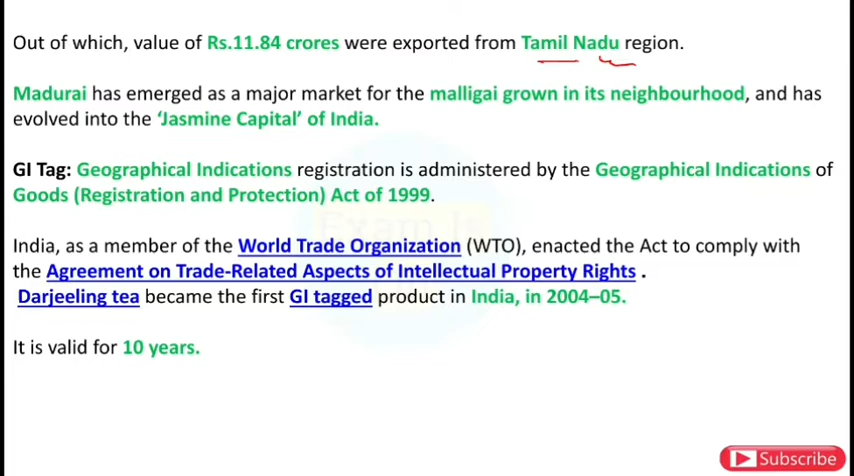 Out of which, value of Rs.11.84 crores were exported from Tamil Nadu region.
Madurai has emerged as a major market for the malligai grown in its neighbourhood, and has
evolved into the ‘Jasmine Capital’ of India.
GI Tag: Geographical Indications registration is administered by the Geographical Indications of
Goods (Registration and Protection) Act of 1999.
Exam Is
India, as a member of the World Trade Organization (WTO), enacted the Act to comply with
the Agreement on Trade-Related Aspects of Intellectual Property Rights .
Darjeeling tea became the first GI tagged product in India, in 2004–05.
It is valid for 10 years.
Subscribe